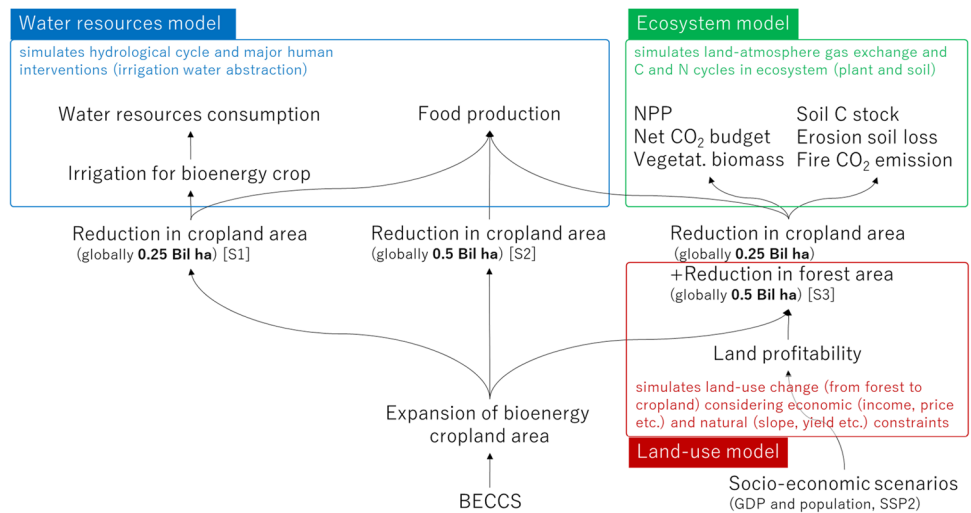 Water resources model
simulates hydrological cycle and major human
interventions (irrigation water abstraction)
Water resources consumption
Irrigation for bioenergy crop
Food production
Ecosystem model
simulates land-atmosphere gas exchange and
C and N cycles in ecosystem (plant and soil)
NPP
Net CO₂ budget
Vegetat. biomass
Soil C stock
Erosion soil loss
Fire CO₂ emission
Reduction in cropland area
(globally 0.25 Bil ha) [S1]
Reduction in cropland area
(globally 0.5 Bil ha) [S2]
Reduction in cropland area
(globally 0.25 Bil ha)
+Reduction in forest area
(globally 0.5 Bil ha) [S3]
Land profitability
simulates land-use change (from forest to
cropland) considering economic (income, price
etc.) and natural (slope, yield etc.) constraints
Land-use model
Expansion of bioenergy
cropland area
BECCS
Socio-economic scenarios
(GDP and population, SSP2)